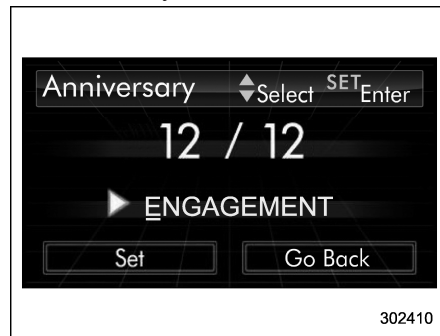 Anniversary Select SET Enter
12 / 12
ENGAGEMENT
Set Go Back
302410